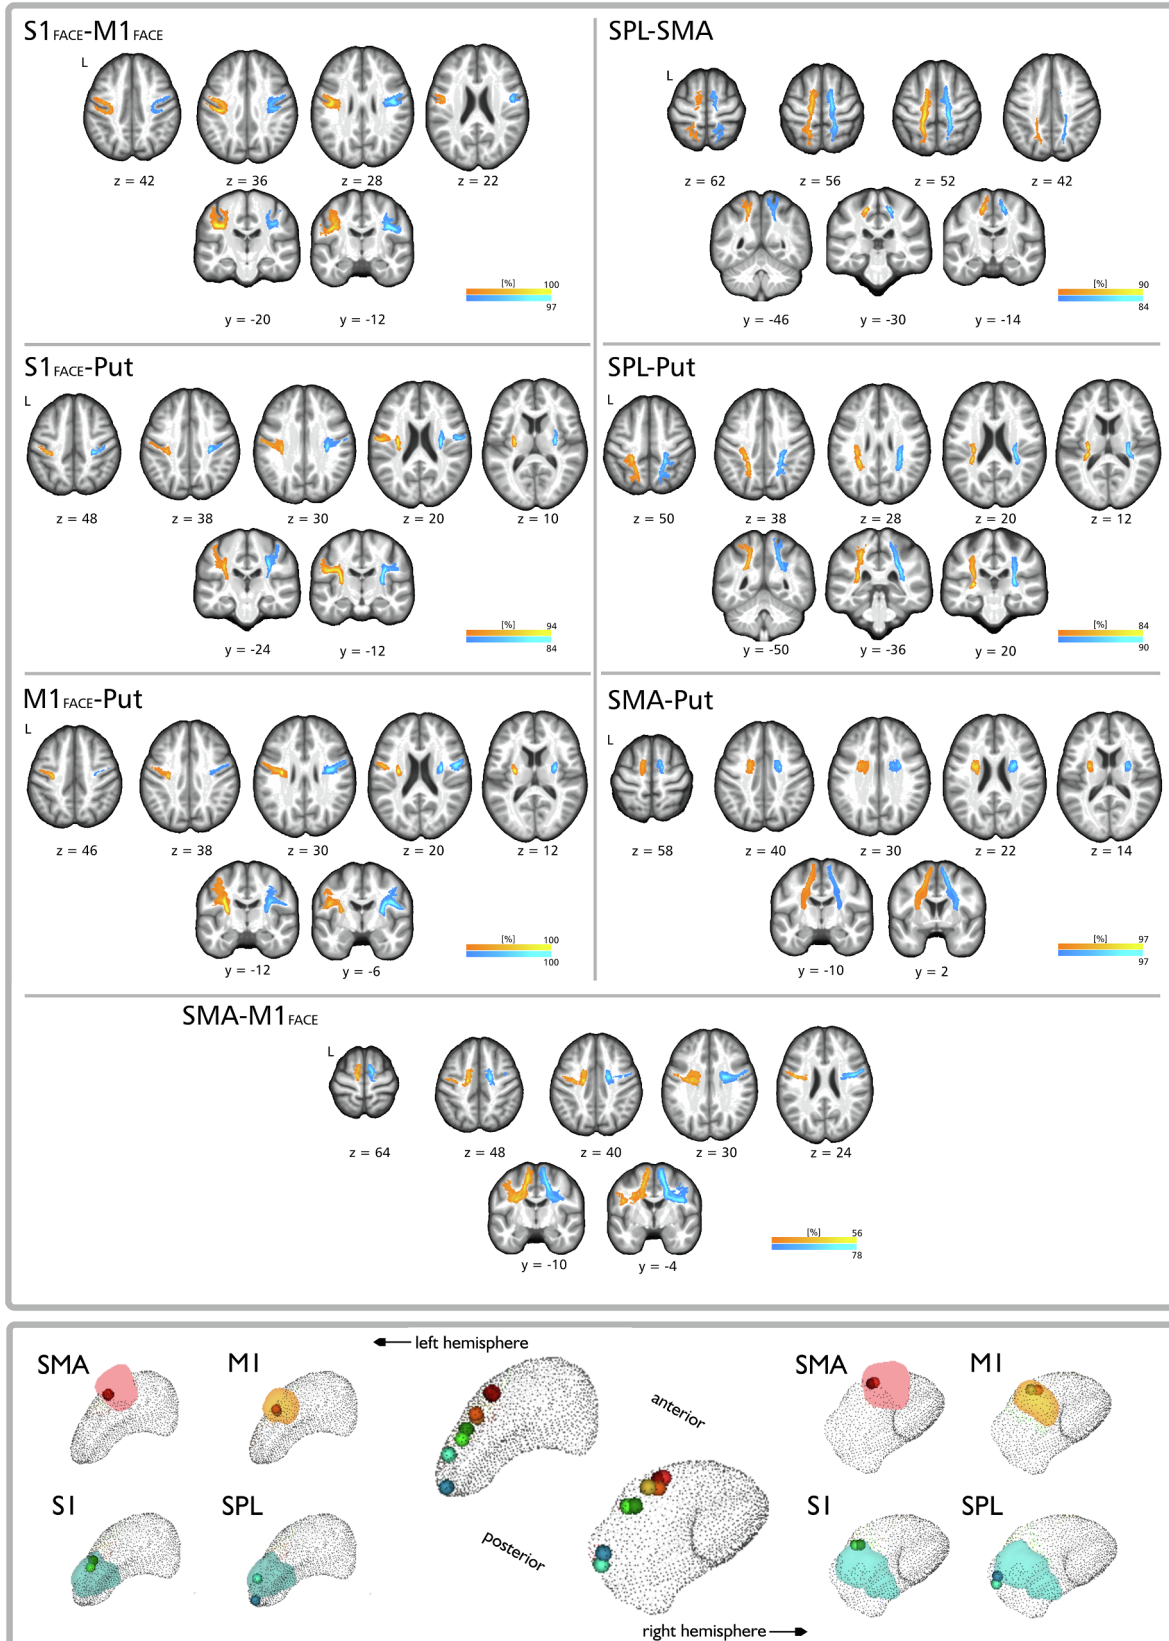 S1FACE-M1FACE
L
z = 42 z = 36 z = 28 z = 22
y = -20 y = -12
[%] 100
97
SPL-SMA
L
z = 62 z = 56 z = 52 z = 42
y = -46 y = -30 y = -14
[%] 90
84
S1FACE-Put
L
z = 48 z = 38 z = 30 z = 20 z = 10
y = -24 y = -12
[%] 94
84
SPL-Put
L
z = 50 z = 38 z = 28 z = 20 z = 12
y = -50 y = -36 y = 20
[%] 84
90
M1FACE-Put
L
z = 46 z = 38 z = 30 z = 20 z = 12
y = -12 y = -6
[%] 100
100
SMA-Put
L
z = 58 z = 40 z = 30 z = 22 z = 14
y = -10 y = 2
[%] 97
97
SMA-M1FACE
L
z = 64 z = 48 z = 40 z = 30 z = 24
y = -10 y = -4
[%] 56
78
left hemisphere
SMA MI
SI SPL
anterior
posterior
SMA MI
SI SPL
right hemisphere